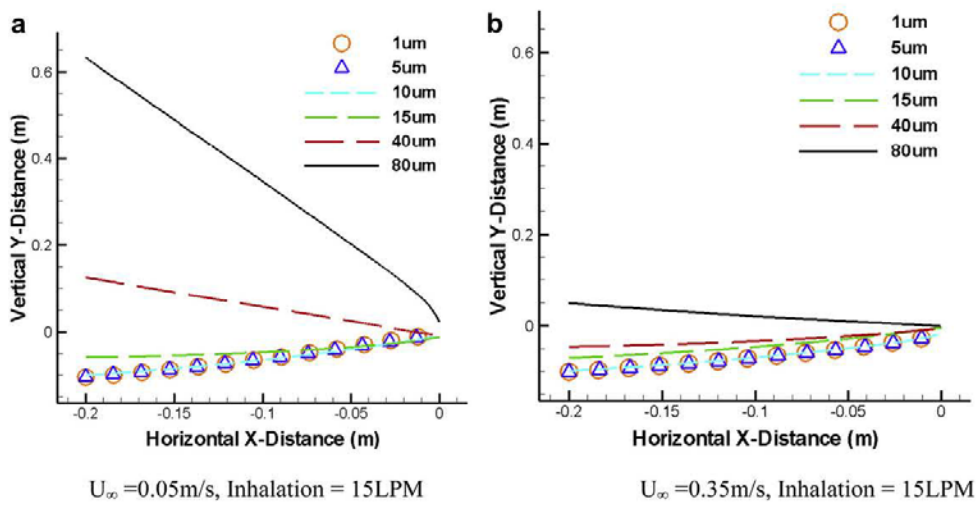 a
1um
5um
10um
15um
40um
80um
Vertical Y-Distance (m)
0.6
0.4
0.2
0
-0.2
-0.15
-0.1
-0.05
0
Horizontal X-Distance (m)
U∞ =0.05m/s, Inhalation = 15LPM
b
1um
5um
10um
15um
40um
80um
Vertical Y-Distance (m)
0.6
0.4
0.2
0
-0.2
-0.15
-0.1
-0.05
0
Horizontal X-Distance (m)
U∞ =0.35m/s, Inhalation = 15LPM